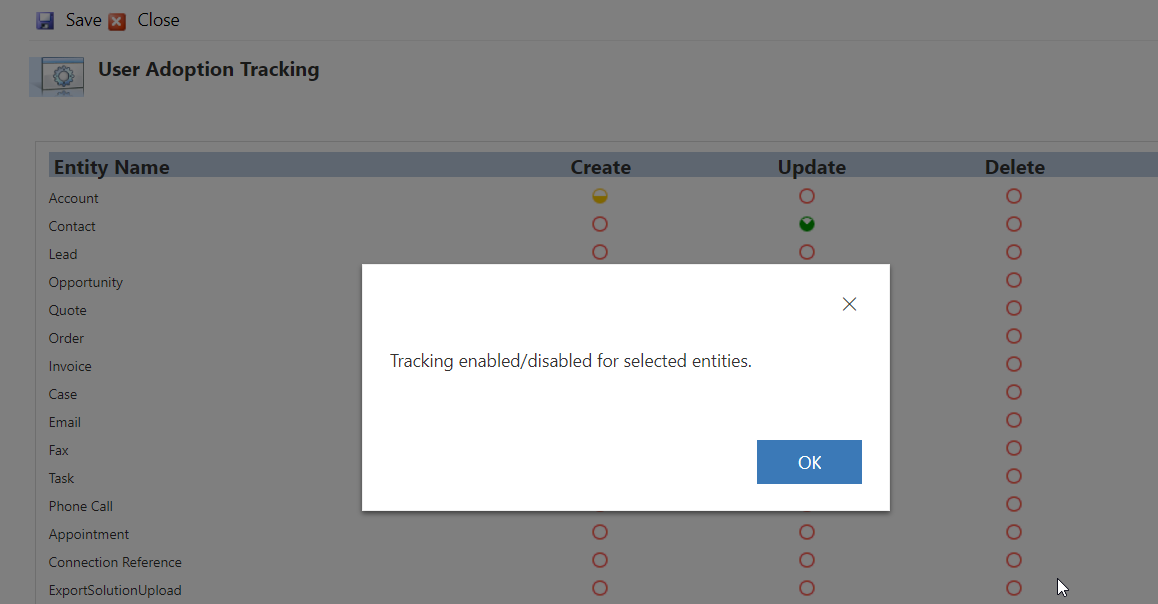 Save Close
User Adoption Tracking
Entity Name Create Update Delete
Account
Contact
Lead
Opportunity
Quote
Order
Invoice
Case
Email
Fax
Task
Phone Call
Appointment
Connection Reference
ExportSolutionUpload
Tracking enabled/disabled for selected entities.
OK